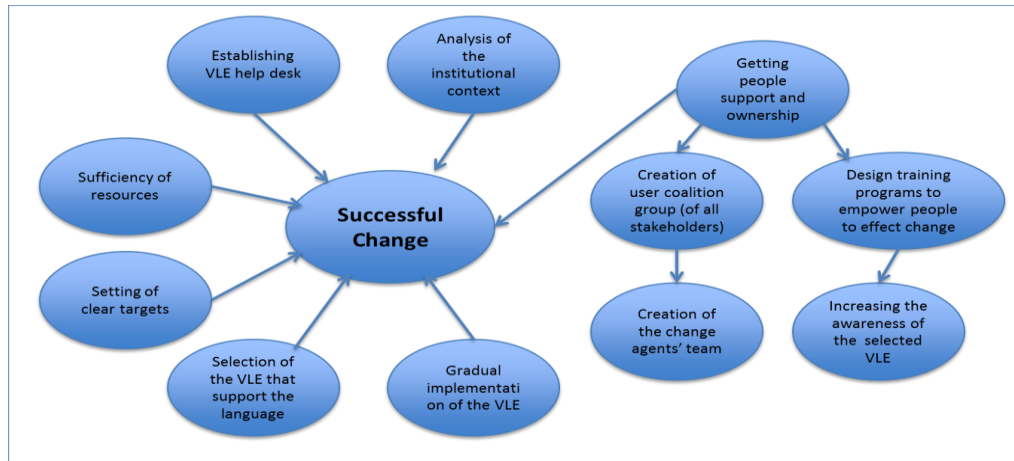 Establishing
VLE help desk
Analysis of
the
institutional
context
Getting
people
support and
ownership
Sufficiency of
resources
Successful
Change
Creation of
user coalition
group (of all
stakeholders)
Design training
programs to
empower people
to effect change
Setting of
clear targets
Creation of
the change
agents’ team
Increasing the
awareness of
the  selected
VLE
Selection of
the VLE that
support the
language
Gradual
implementati
on of the VLE